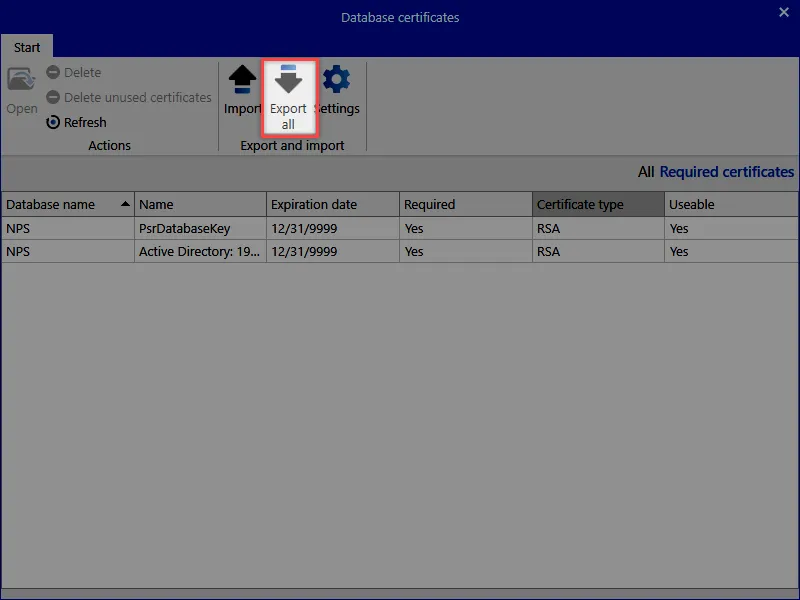 Database certificates
Start
Open
Delete
Delete unused certificates
Refresh
Actions
Import
Export all
Settings
Export and import
All Required certificates
Database name Name Expiration date Required Certificate type Useable
NPS PsrDatabaseKey 12/31/9999 Yes RSA Yes
NPS Active Directory: 19... 12/31/9999 Yes RSA Yes